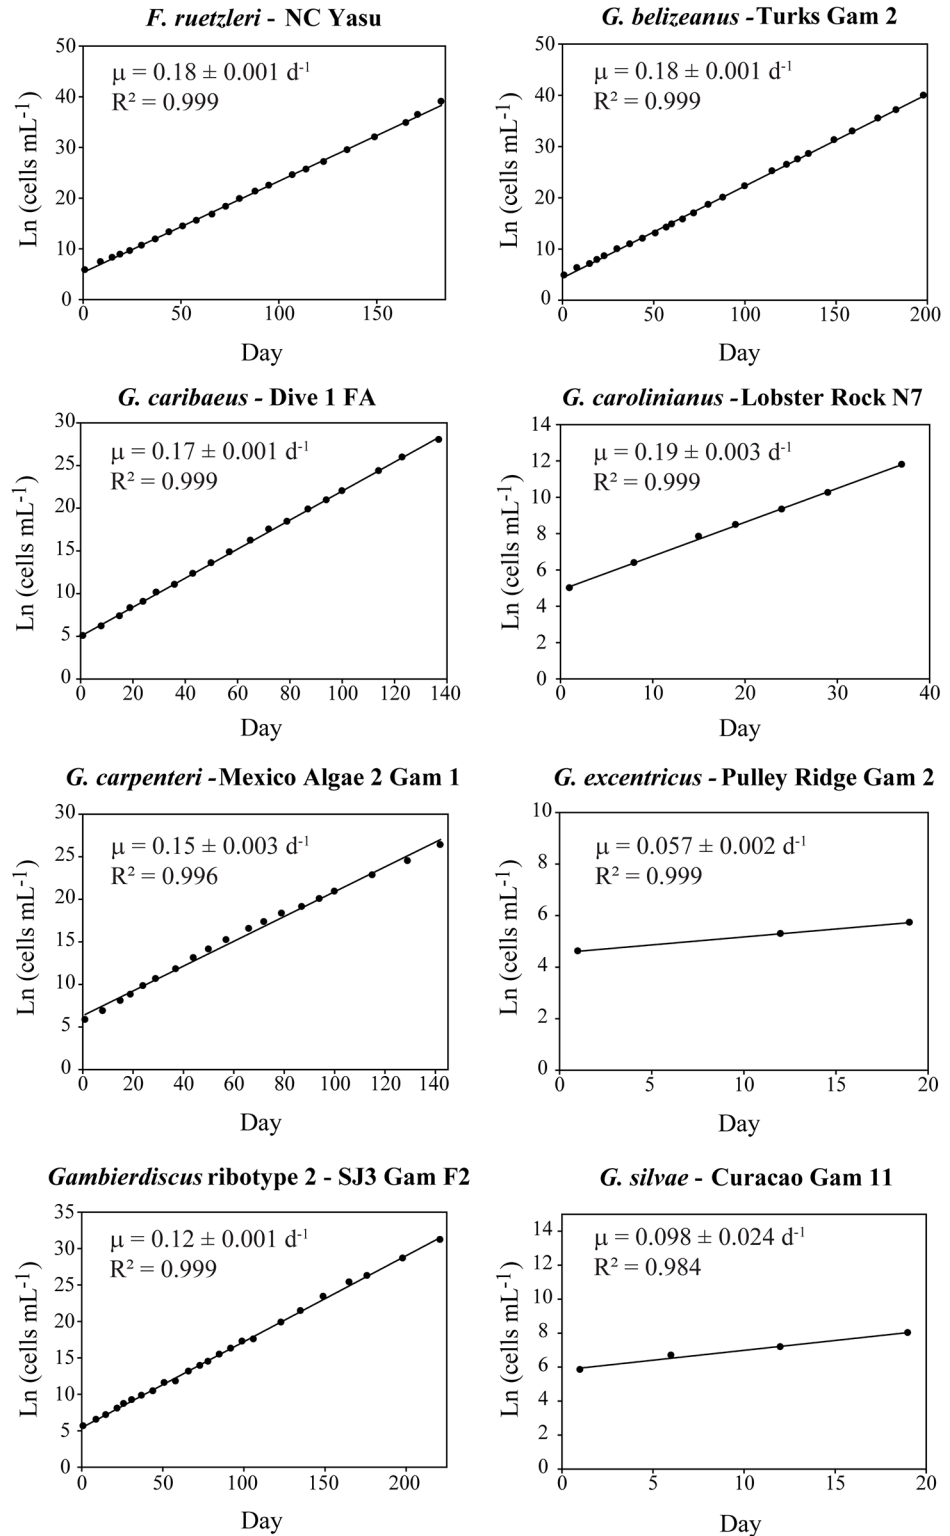 F. ruetzleri - NC Yasu
μ = 0.18 ± 0.001 d-1
R² = 0.999
Ln (cells mL-1)
50
40
30
20
10
0
0 50 100 150
Day
G. belizeanus -Turks Gam 2
μ = 0.18 ± 0.001 d-1
R² = 0.999
Ln (cells mL-1)
50
40
30
20
10
0
0 50 100 150 200
Day
G. caribaeus - Dive 1 FA
μ = 0.17 ± 0.001 d-1
R² = 0.999
Ln (cells mL-1)
30
25
20
15
10
5
0
0 20 40 60 80 100 120 140
Day
G. carolinianus -Lobster Rock N7
μ = 0.19 ± 0.003 d-1
R² = 0.999
Ln (cells mL-1)
14
12
10
8
6
4
2
0
0 10 20 30 40
Day
G. carpenteri -Mexico Algae 2 Gam 1
μ = 0.15 ± 0.003 d-1
R² = 0.996
Ln (cells mL-1)
30
25
20
15
10
5
0
0 20 40 60 80 100 120 140
Day
G. excentricus -Pulley Ridge Gam 2
μ = 0.057 ± 0.002 d-1
R² = 0.999
Ln (cells mL-1)
10
8
6
4
2
0
0 5 10 15 20
Day
Gambierdiscus ribotype 2 - SJ3 Gam F2
μ = 0.12 ± 0.001 d-1
R² = 0.999
Ln (cells mL-1)
35
30
25
20
15
10
5
0
0 50 100 150 200
Day
G. silvae - Curacao Gam 11
μ = 0.098 ± 0.024 d-1
R² = 0.984
Ln (cells mL-1)
14
12
10
8
6
4
2
0
0 5 10 15 20
Day